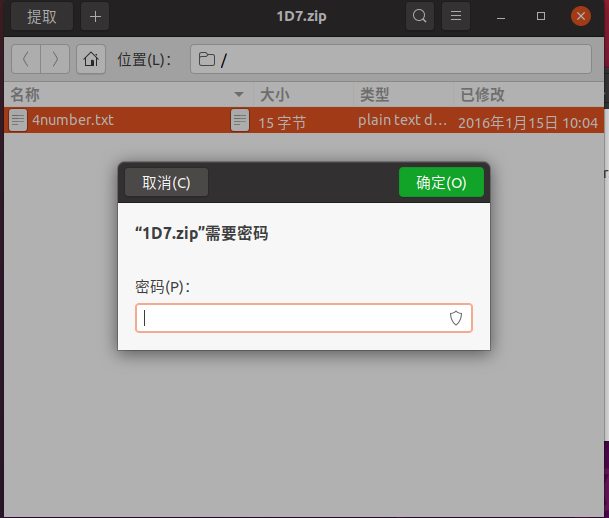 提取 1D7.zip
位置(L)： /
名称 大小 类型 已修改
4number.txt 15 字节 plain text d… 2016年1月15日 10:04
取消(C) 确定(O)
“1D7.zip”需要密码
密码(P)：